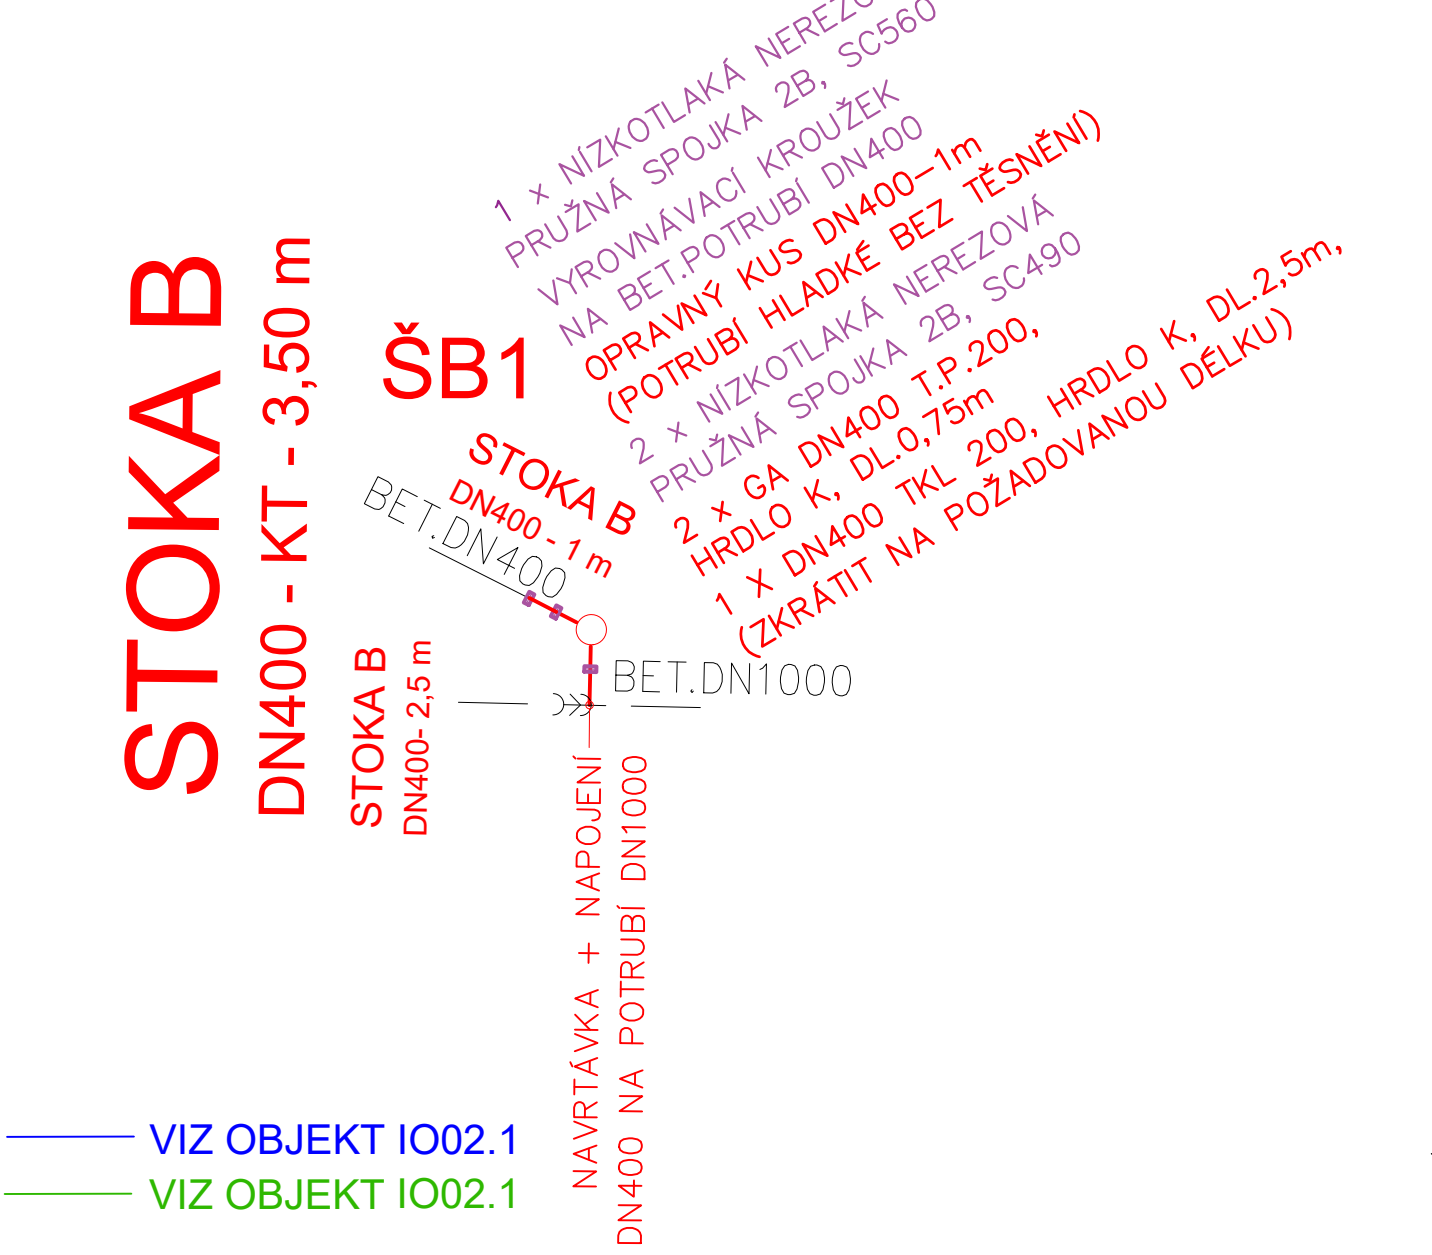 STOKA B
DN400 - KT - 3,50 m
ŠB1
STOKA B
DN400 - 1 m
BET.DN400
STOKA B
DN400- 2,5 m
BET.DN1000
1 x NÍZKOTLAKÁ
PRUŽNÁ SPOJKA 2B, SC560
VYROVNÁVACÍ KROUŽEK
NA BET.POTRUBÍ DN400
OPRAVNÝ KUS DN400-1m
(POTRUBÍ HLADKÉ BEZ TĚSNĚNÍ)
2 x NÍZKOTLAKÁ NEREZOVÁ
PRUŽNÁ SPOJKA 2B, SC490
2 x GA DN400 T.P.200,
HRDLO K, DL.0,75m
1 X DN400 TKL 200, HRDLO K, DL.2,5m,
(ZKRÁTIT NA POŽADOVANOU DÉLKU)
NAVRTÁVKA + NAPOJENÍ
DN400 NA POTRUBÍ DN1000
VIZ OBJEKT IO02.1
VIZ OBJEKT IO02.1